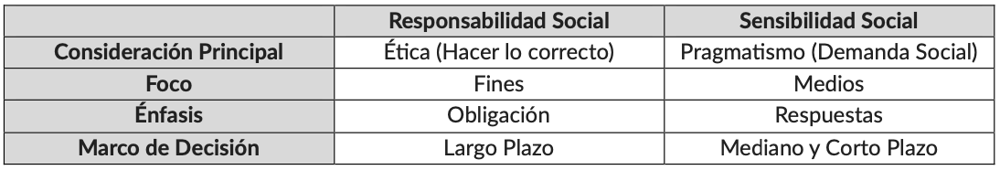 Responsabilidad Social Sensibilidad Social
Consideración Principal Ética (Hacer lo correcto) Pragmatismo (Demanda Social)
Foco Fines Medios
Énfasis Obligación Respuestas
Marco de Decisión Largo Plazo Mediano y Corto Plazo